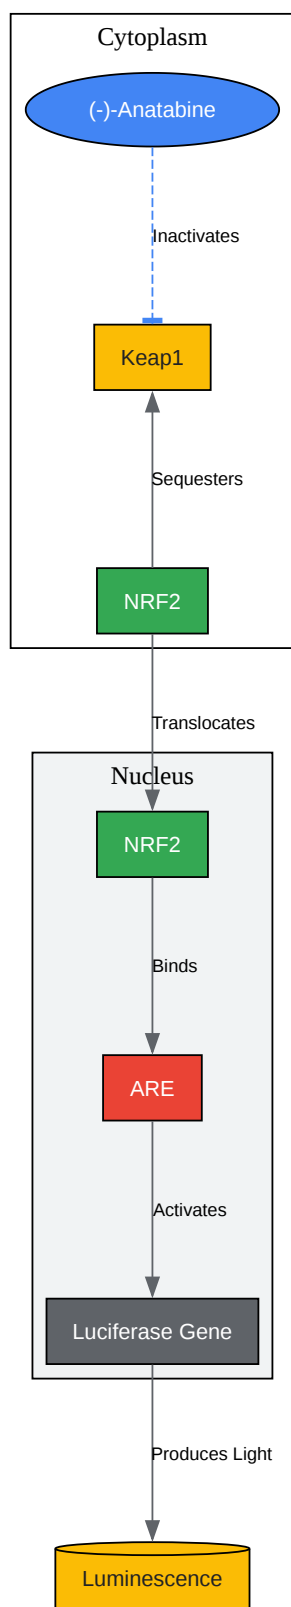 Cytoplasm
(-)-Anatabine
Inactivates
Keap1
Sequesters
NRF2
Translocates
Nucleus
NRF2
Binds
ARE
Activates
Luciferase Gene
Produces Light
Luminescence